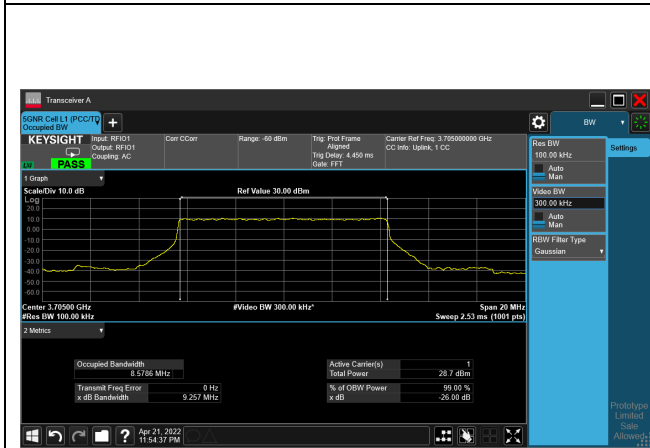 Transceiver A
5GNR Cell L1 (PCC/TD
Occupied BW
KEYSIGHT
PASS
Input: RFIO1
Output: RFIO1
Coupling: AC
Corr CCorr
Range: -60 dBm
Trig: Prot Frame
Aligned
Trig Delay: 4.450 ms
Gate: FFT
Carrier Ref Freq: 3.705000000 GHz
CC Info: Uplink, 1 CC
1 Graph
Scale/Div 10.0 dB
Ref Value 30.00 dBm
Log
20.0
10.0
0.00
-10.0
-20.0
-30.0
-40.0
-50.0
-60.0
Center 3.70500 GHz
#Video BW 300.00 kHz*
Span 20 MHz
#Res BW 100.00 kHz
Sweep 2.53 ms (1001 pts)
2 Metrics
Occupied Bandwidth
8.5786 MHz
Active Carrier(s) 1
Total Power 28.7 dBm
Transmit Freq Error 0 Hz
x dB Bandwidth 9.257 MHz
% of OBW Power 99.00 %
x dB -26.00 dB
Apr 21, 2022
11:54:37 PM
BW
Settings
Res BW
100.00 kHz
Auto
Man
Video BW
300.00 kHz
Auto
Man
RBW Filter Type
Gaussian
Prototype
Limited
Sale
Allowed